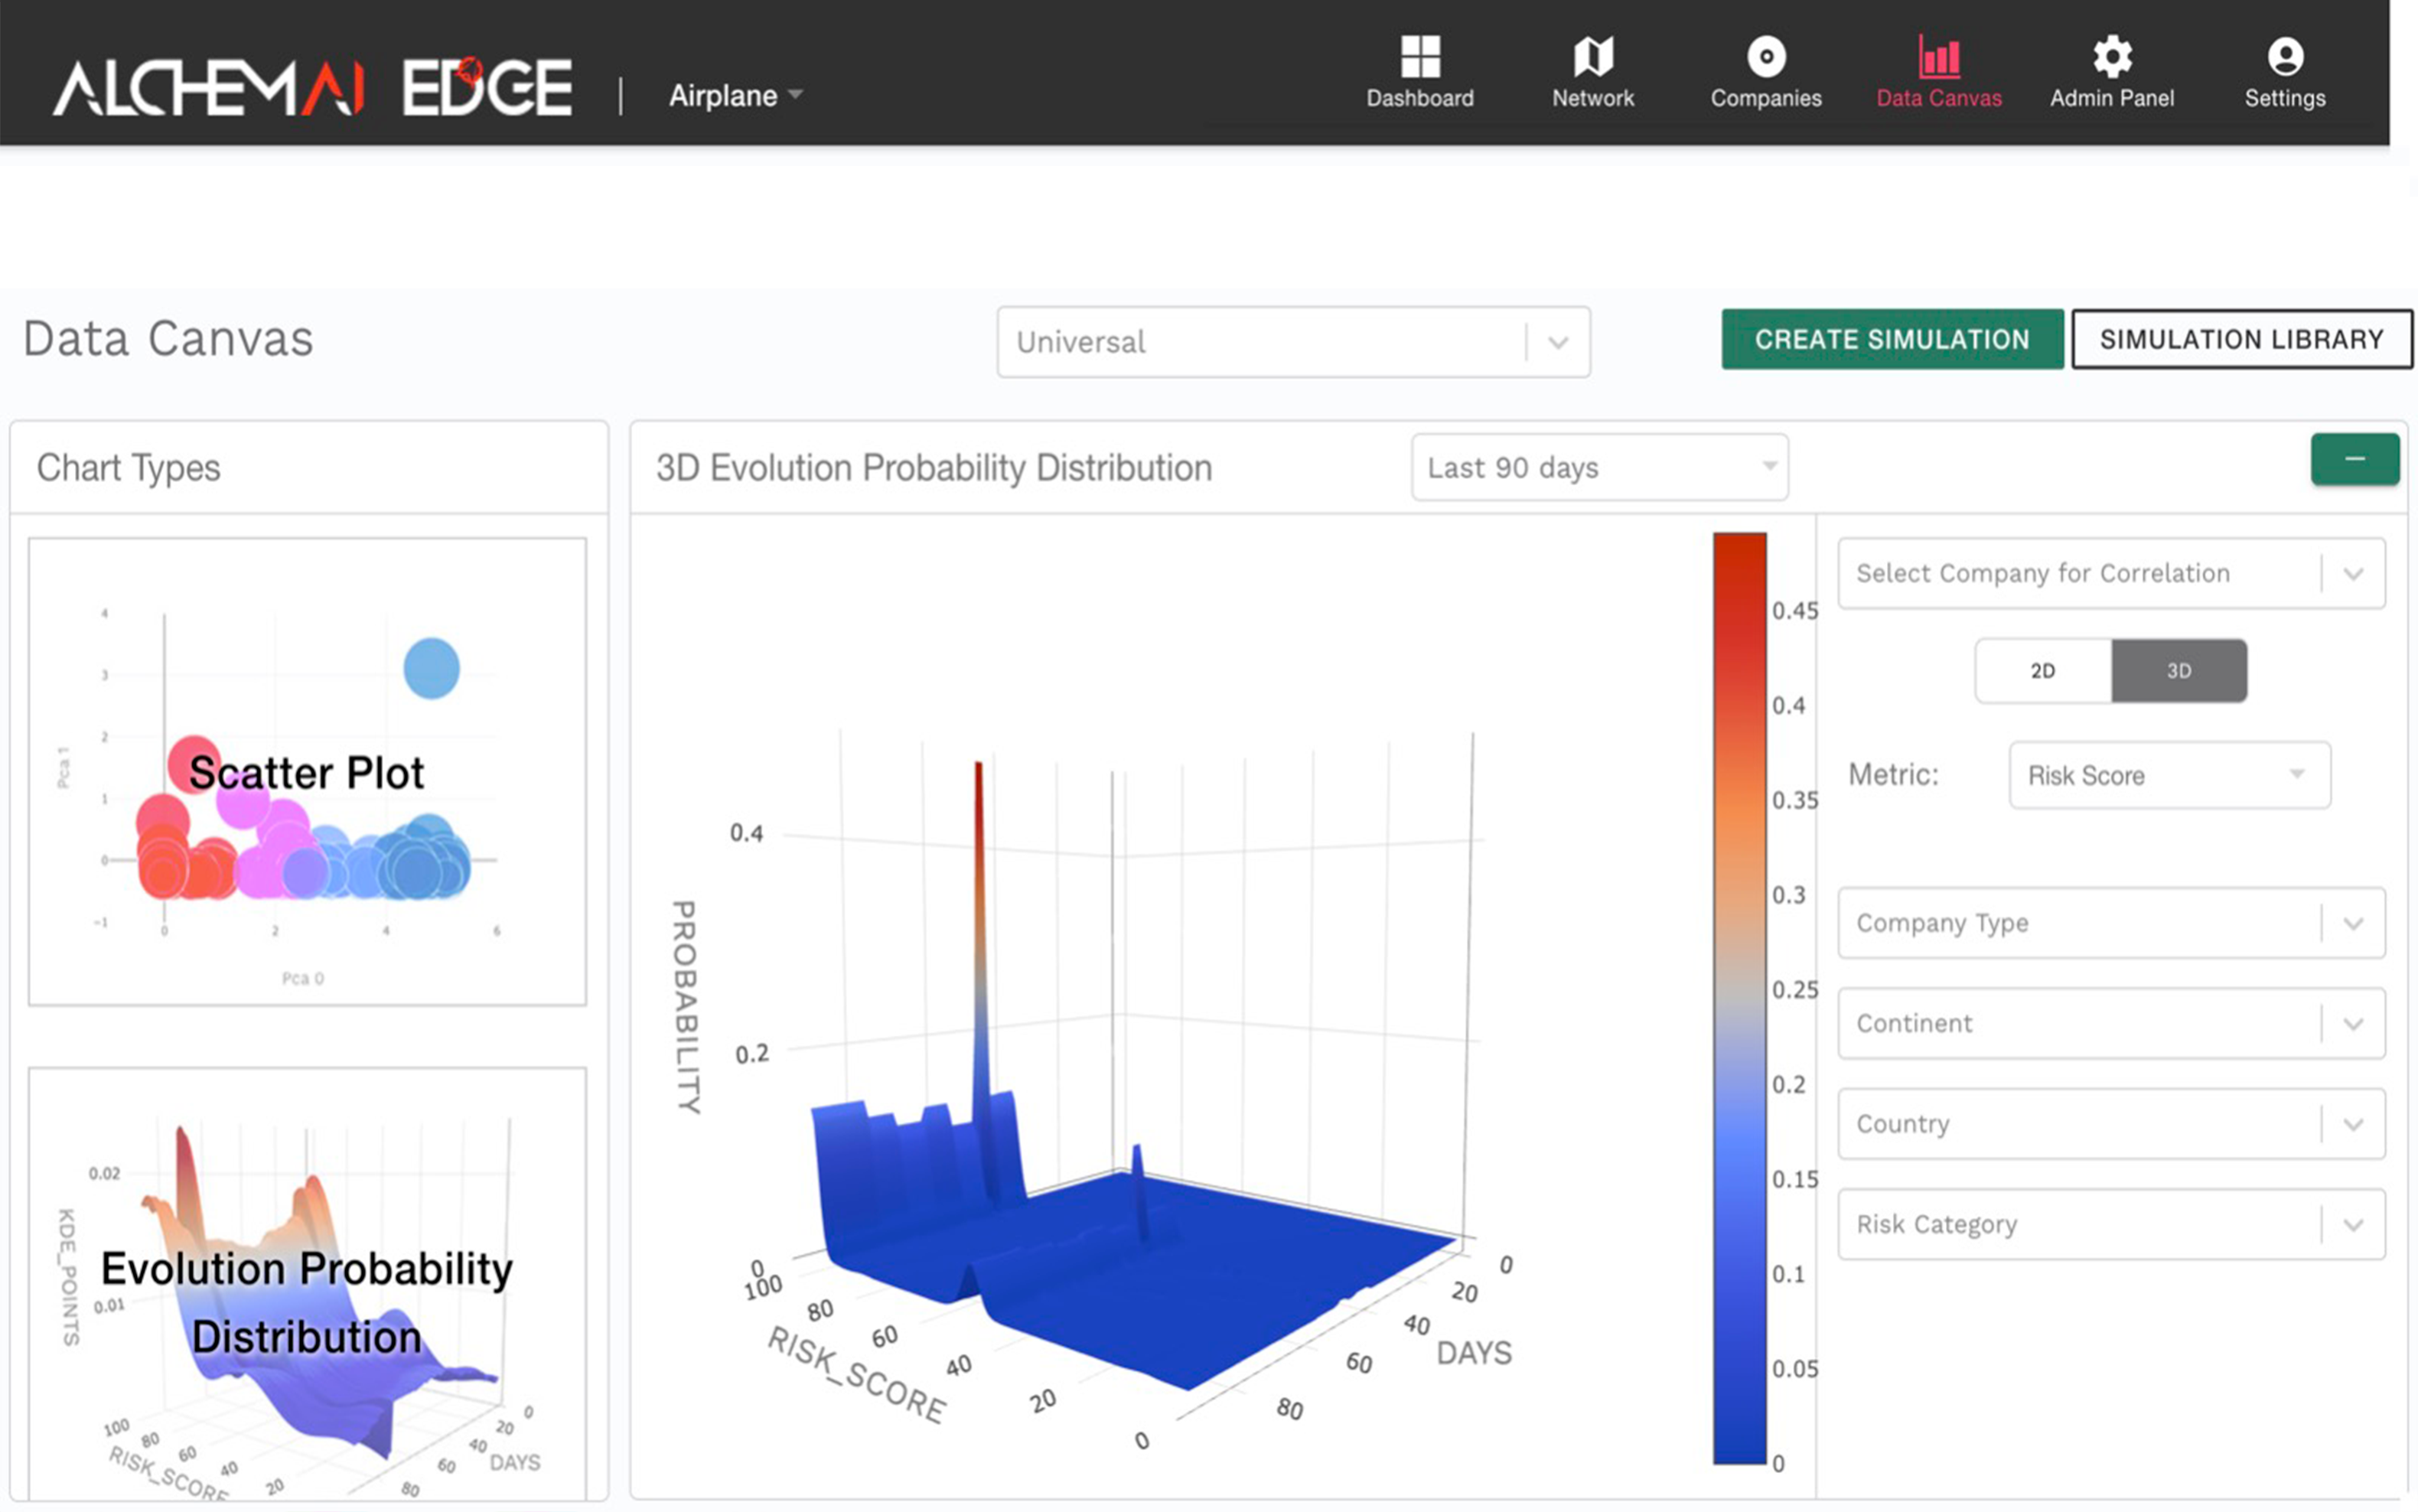 ALCHEMAI EDGE | Airplane
Dashboard
Network
Companies
Data Canvas
Admin Panel
Settings
Data Canvas
Universal
CREATE SIMULATION
SIMULATION LIBRARY
Chart Types
4
3
2
1
0
-1
0
2
4
6
Pca 1
Pca 0
Scatter Plot
0.02
0.01
KDE_POINTS
Evolution Probability
Distribution
100
80
60
40
20
RISK_SCORE
0
20
40
60
80
DAYS
3D Evolution Probability Distribution
Last 90 days
–
0.4
0.2
0
PROBABILITY
100
80
60
40
20
0
RISK_SCORE
0
20
40
60
80
DAYS
0.45
0.4
0.35
0.3
0.25
0.2
0.15
0.1
0.05
0
Select Company for Correlation
2D
3D
Metric:
Risk Score
Company Type
Continent
Country
Risk Category